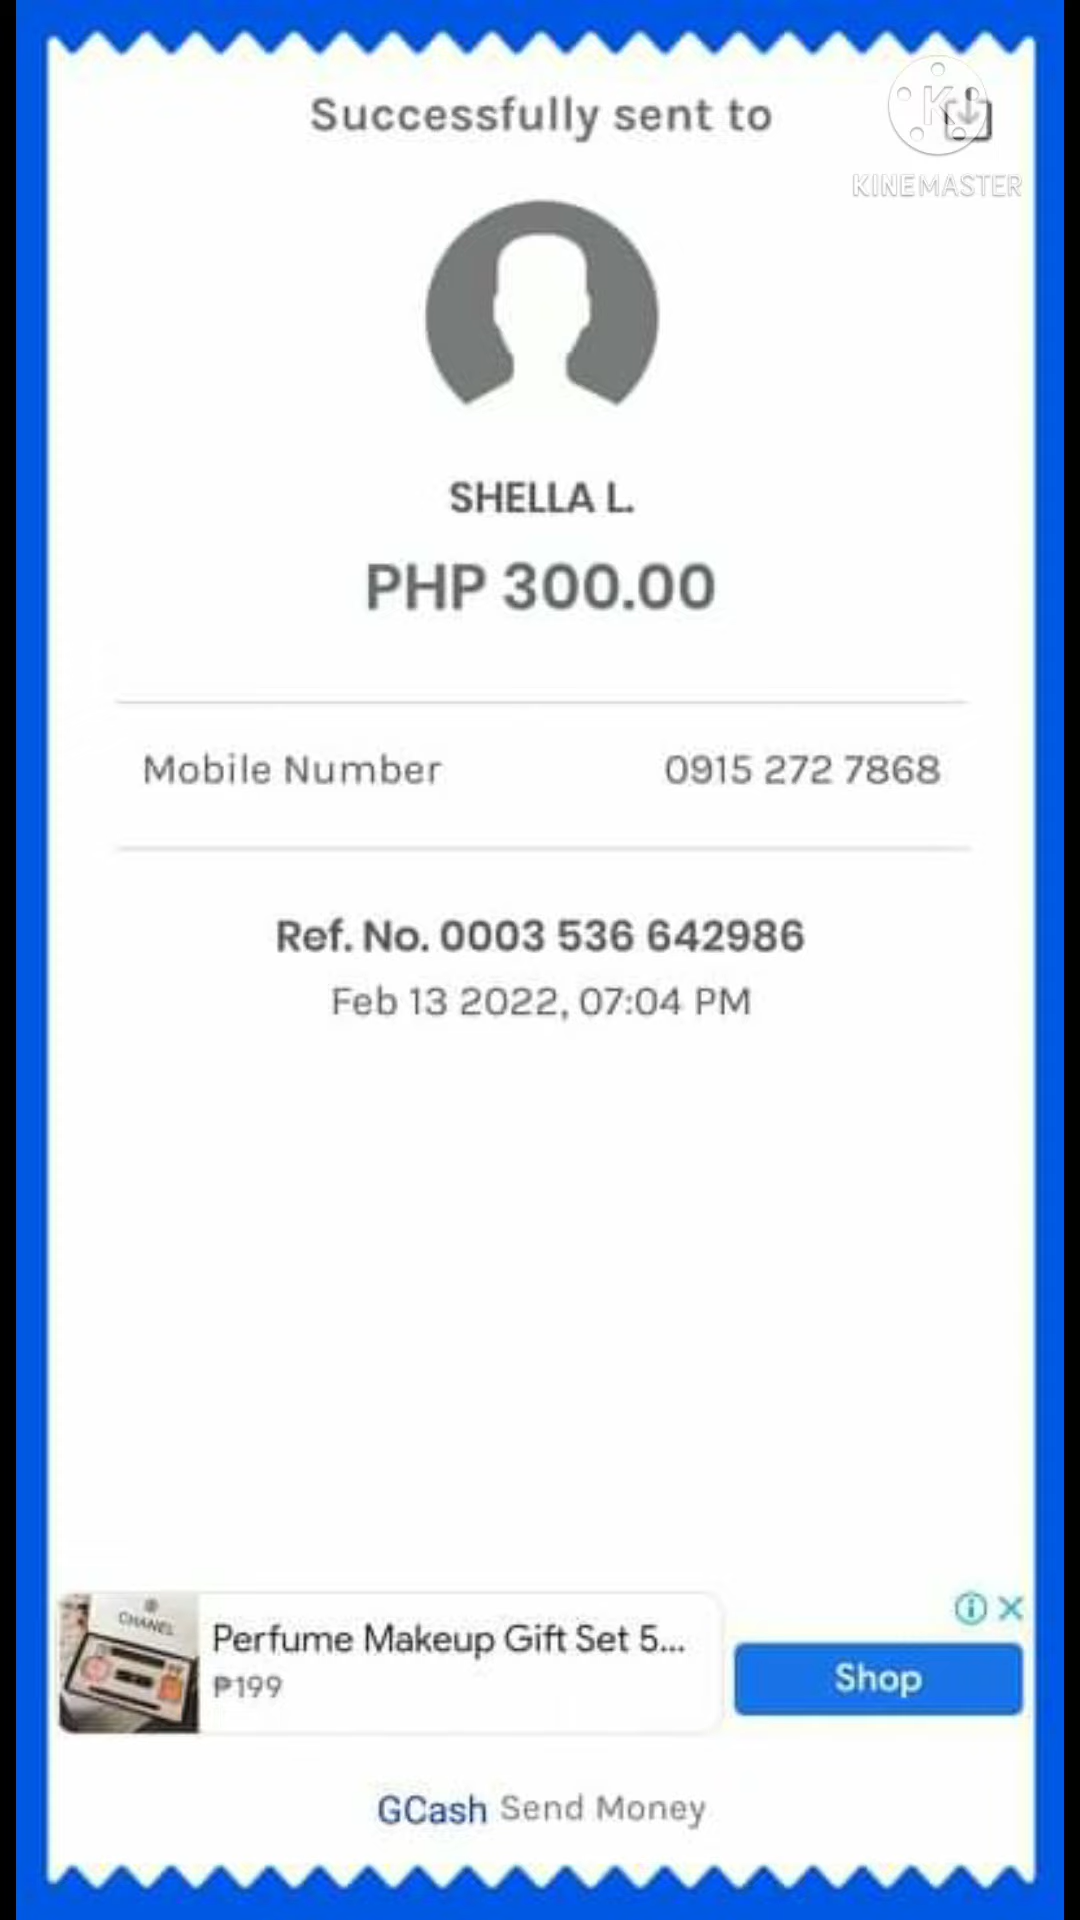 Successfully sent to
K
KINEMASTER
SHELLA L.
PHP 300.00
Mobile Number 0915 272 7868
Ref. No. 0003 536 642986
Feb 13 2022, 07:04 PM
CHANEL
Perfume Makeup Gift Set 5...
₱199
Shop
GCash Send Money